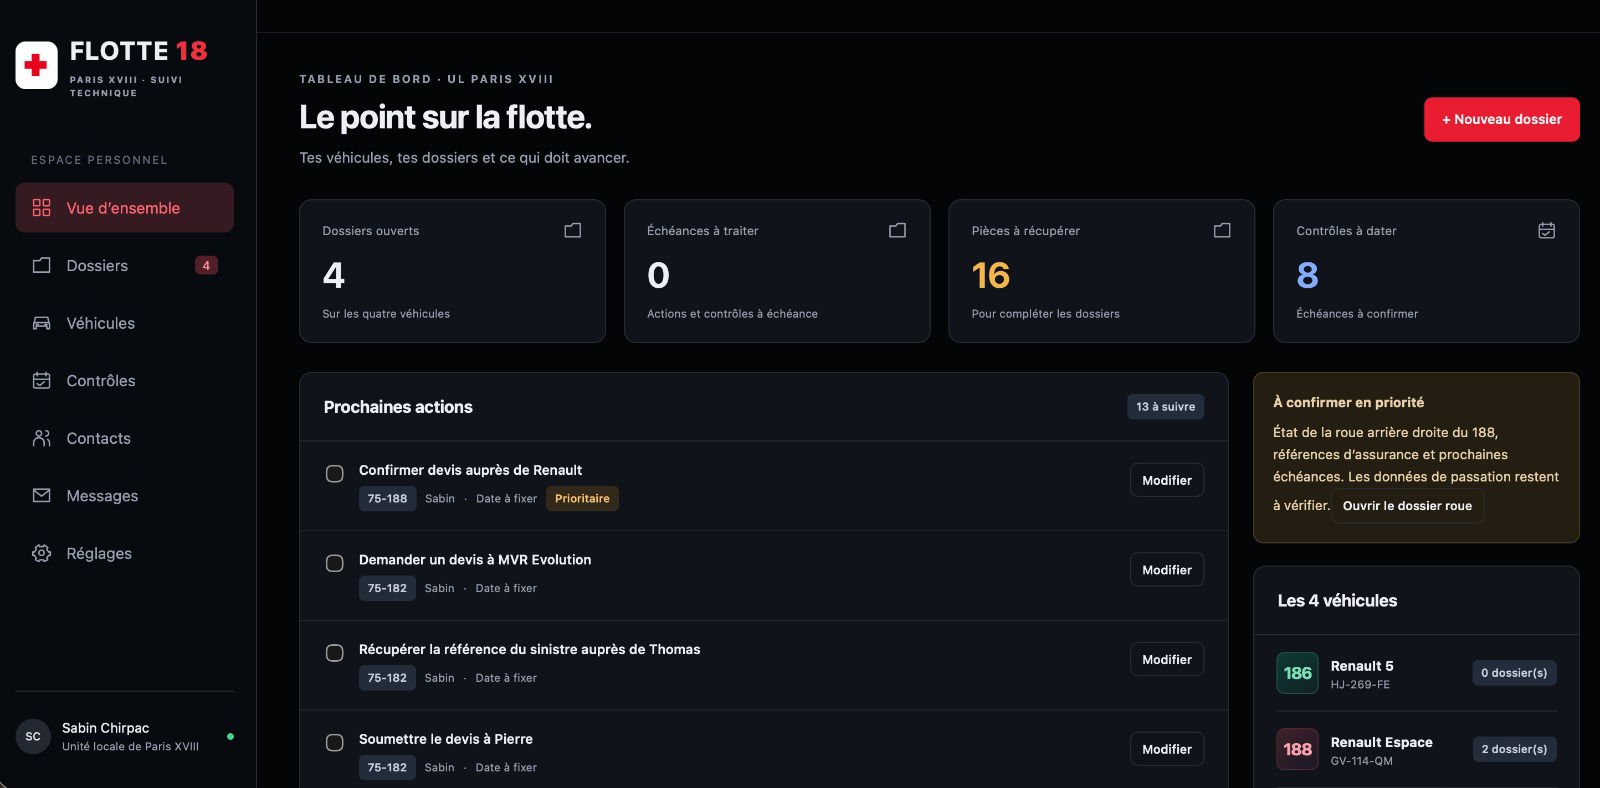 FLOTTE 18
PARIS XVIII · SUIVI
TECHNIQUE
ESPACE PERSONNEL
Vue d’ensemble
Dossiers 4
Véhicules
Contrôles
Contacts
Messages
Réglages
SC
Sabin Chirpac
Unité locale de Paris XVIII
TABLEAU DE BORD · UL PARIS XVIII
Le point sur la flotte.
Tes véhicules, tes dossiers et ce qui doit avancer.
+ Nouveau dossier
Dossiers ouverts
4
Sur les quatre véhicules
Échéances à traiter
0
Actions et contrôles à échéance
Pièces à récupérer
16
Pour compléter les dossiers
Contrôles à dater
8
Échéances à confirmer
Prochaines actions
13 à suivre
Confirmer devis auprès de Renault
75-188 Sabin · Date à fixer Prioritaire
Modifier
Demander un devis à MVR Evolution
75-182 Sabin · Date à fixer
Modifier
Récupérer la référence du sinistre auprès de Thomas
75-182 Sabin · Date à fixer
Modifier
Soumettre le devis à Pierre
75-182 Sabin · Date à fixer
Modifier
À confirmer en priorité
État de la roue arrière droite du 188,
références d’assurance et prochaines
échéances. Les données de passation restent
à vérifier. Ouvrir le dossier roue
Les 4 véhicules
186
Renault 5
HJ-269-FE
0 dossier(s)
188
Renault Espace
GV-114-QM
2 dossier(s)